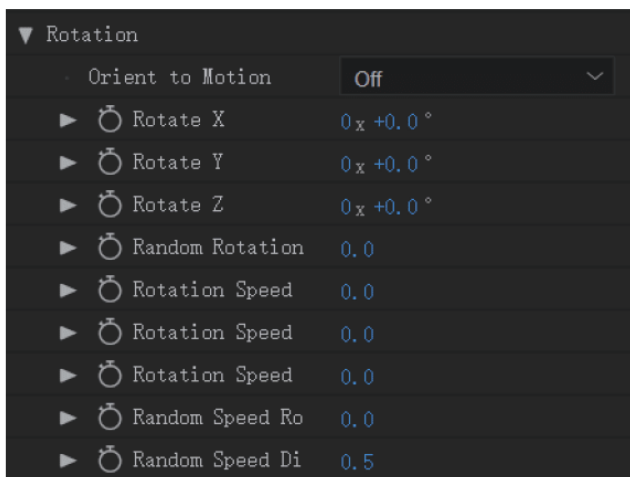 Rotation
Orient to Motion Off
Rotate X 0x+0.0°
Rotate Y 0x+0.0°
Rotate Z 0x+0.0°
Random Rotation 0.0
Rotation Speed 0.0
Rotation Speed 0.0
Rotation Speed 0.0
Random Speed Ro 0.0
Random Speed Di 0.5